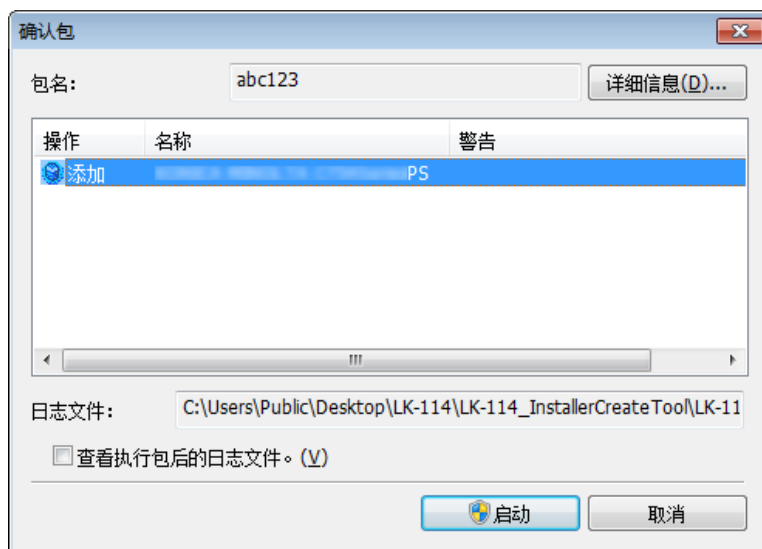 确认包
包名：
abc123
详细信息(D)...
操作 名称 警告
添加 PS
日志文件：
C:\Users\Public\Desktop\LK-114\LK-114_InstallerCreateTool\LK-11
查看执行包后的日志文件。(V)
启动
取消